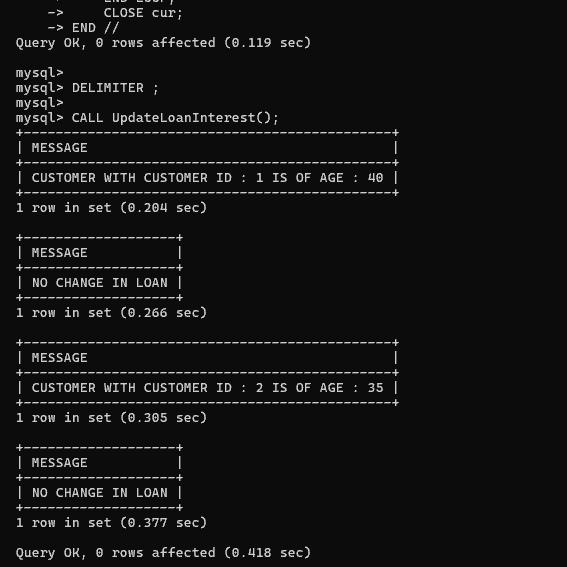 ->     END LOOP;
    ->     CLOSE cur;
    -> END //
Query OK, 0 rows affected (0.119 sec)
mysql>
mysql> DELIMITER ;
mysql>
mysql> CALL UpdateLoanInterest();
+----------------------------------------------+
| MESSAGE                                      |
+----------------------------------------------+
| CUSTOMER WITH CUSTOMER ID : 1 IS OF AGE : 40 |
+----------------------------------------------+
1 row in set (0.204 sec)
+-------------------+
| MESSAGE           |
+-------------------+
| NO CHANGE IN LOAN |
+-------------------+
1 row in set (0.266 sec)
+----------------------------------------------+
| MESSAGE                                      |
+----------------------------------------------+
| CUSTOMER WITH CUSTOMER ID : 2 IS OF AGE : 35 |
+----------------------------------------------+
1 row in set (0.305 sec)
+-------------------+
| MESSAGE           |
+-------------------+
| NO CHANGE IN LOAN |
+-------------------+
1 row in set (0.377 sec)
Query OK, 0 rows affected (0.418 sec)